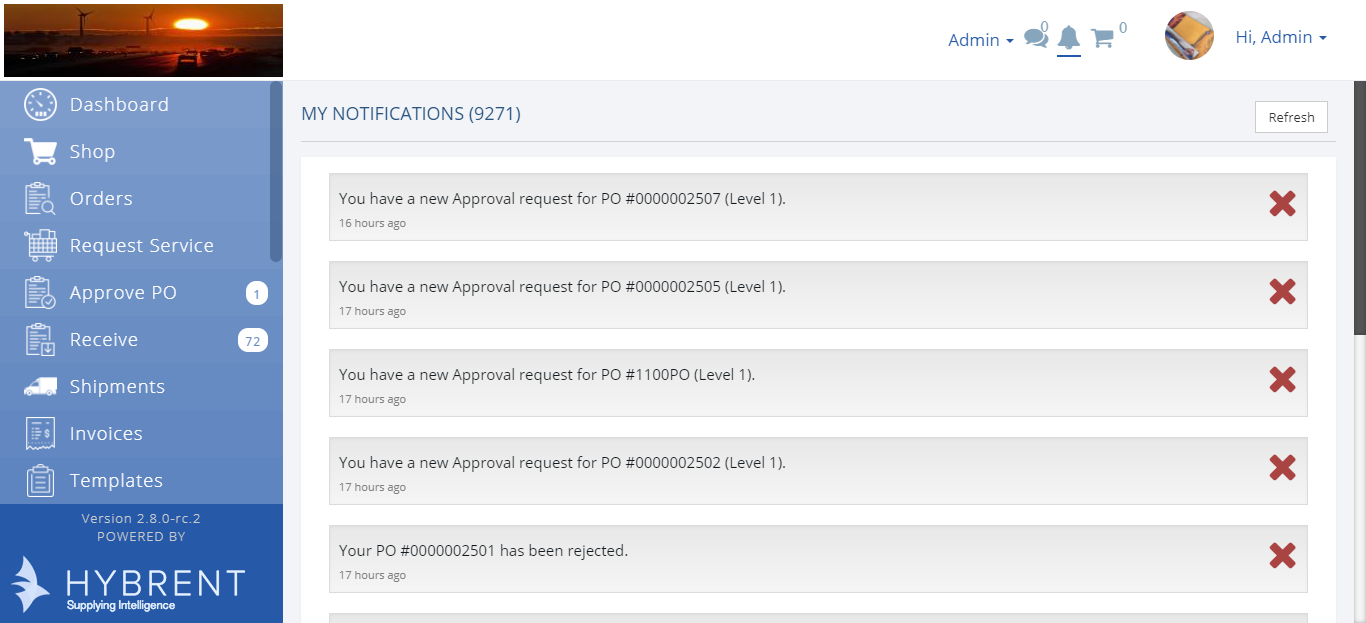 Admin
0
0
Hi, Admin
Dashboard
Shop
Orders
Request Service
Approve PO 1
Receive 72
Shipments
Invoices
Templates
Version 2.8.0-rc.2
POWERED BY
HYBRENT
Supplying Intelligence
MY NOTIFICATIONS (9271)
Refresh
You have a new Approval request for PO #0000002507 (Level 1).
16 hours ago
You have a new Approval request for PO #0000002505 (Level 1).
17 hours ago
You have a new Approval request for PO #1100PO (Level 1).
17 hours ago
You have a new Approval request for PO #0000002502 (Level 1).
17 hours ago
Your PO #0000002501 has been rejected.
17 hours ago